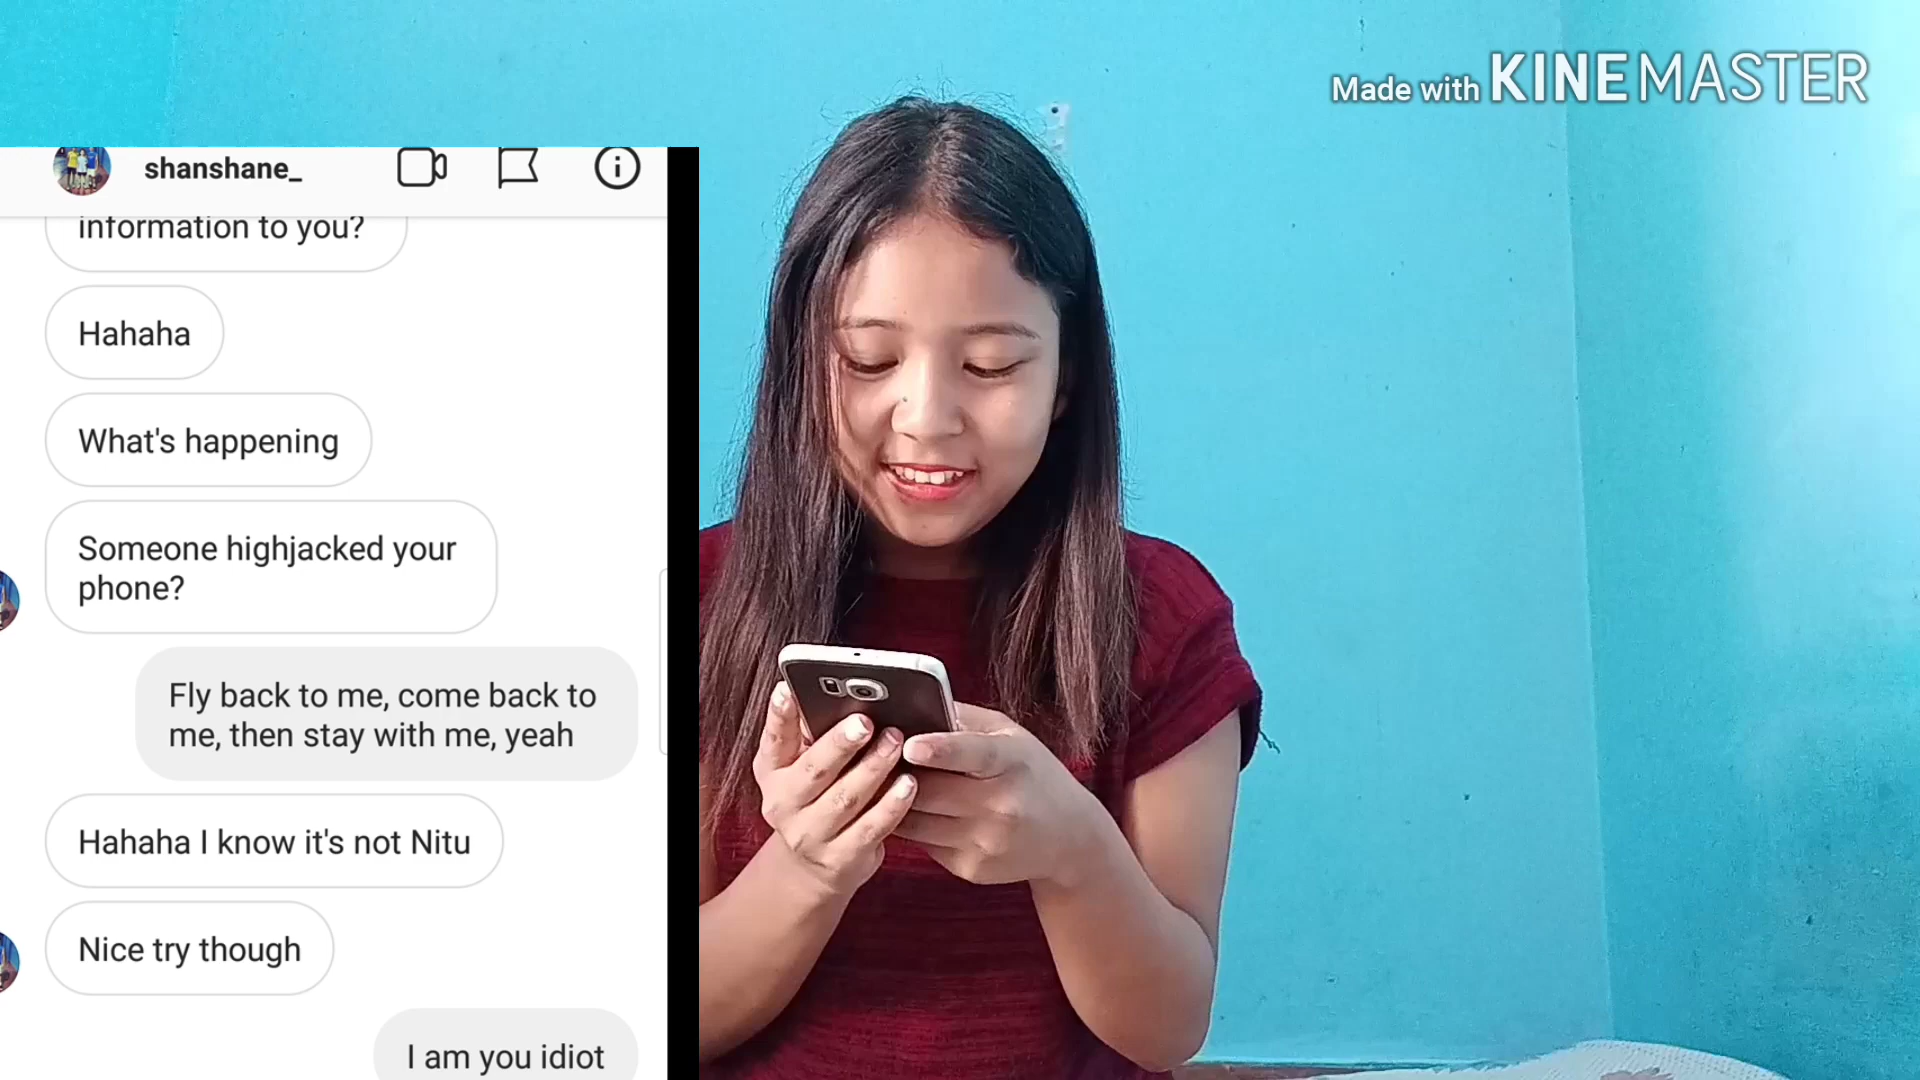 Made with KINEMASTER
shanshane_
information to you?
Hahaha
What's happening
Someone highjacked your
phone?
Fly back to me, come back to
me, then stay with me, yeah
Hahaha I know it's not Nitu
Nice try though
I am you idiot